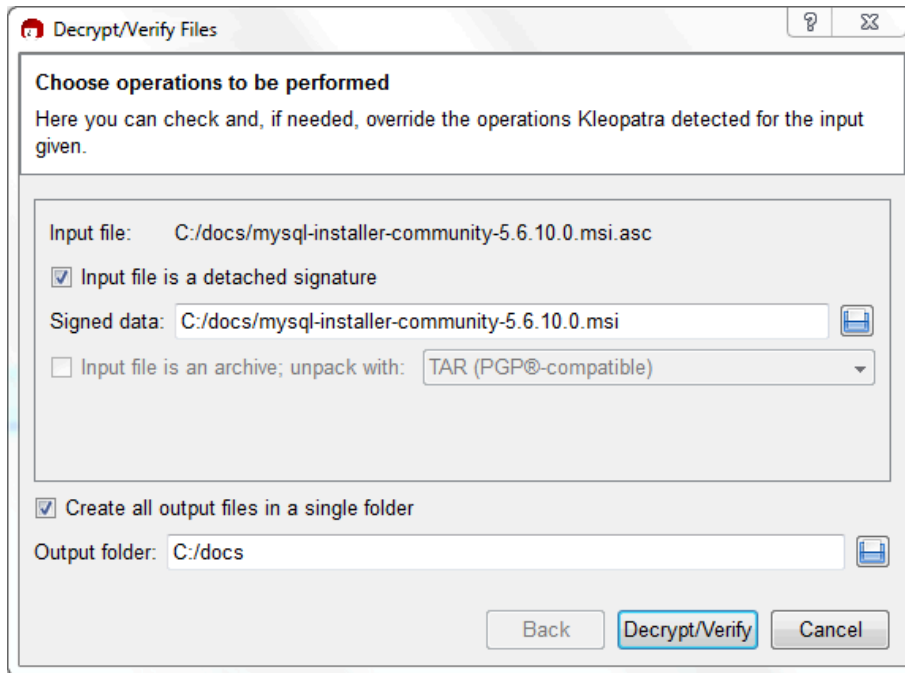 Decrypt/Verify Files
?
Choose operations to be performed
Here you can check and, if needed, override the operations Kleopatra detected for the input
given.
Input file: C:/docs/mysql-installer-community-5.6.10.0.msi.asc
Input file is a detached signature
Signed data: C:/docs/mysql-installer-community-5.6.10.0.msi
Input file is an archive; unpack with: TAR (PGP®-compatible)
Create all output files in a single folder
Output folder: C:/docs
Back Decrypt/Verify Cancel